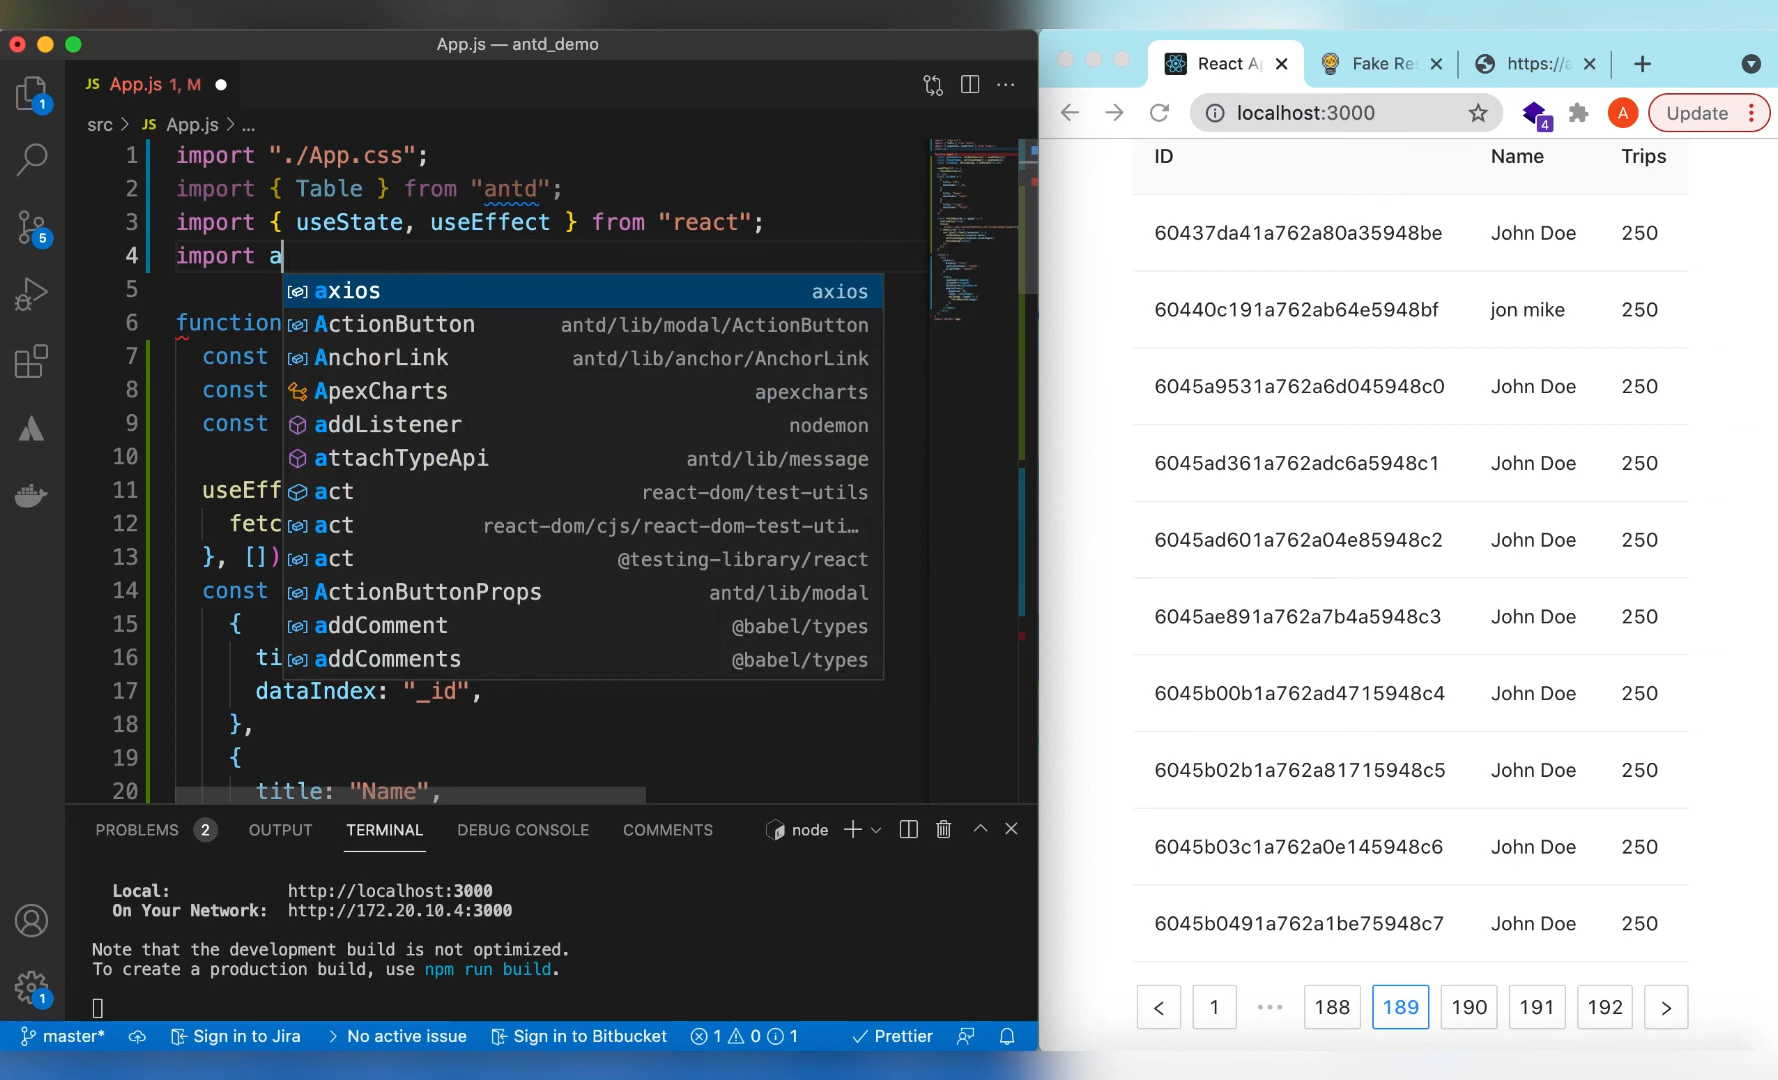 App.js — antd_demo
JS App.js 1, M
src > JS App.js > ...
1 import "./App.css";
2 import { Table } from "antd";
3 import { useState, useEffect } from "react";
4 import a
5
6 function
7 const
8 const
9 const
10
11 useEff
12 fetc
13 }, [])
14 const
15 {
16 ti
17 dataIndex: "_id",
18 },
19 {
20 title: "Name",
axios axios
ActionButton antd/lib/modal/ActionButton
AnchorLink antd/lib/anchor/AnchorLink
ApexCharts apexcharts
addListener nodemon
attachTypeApi antd/lib/message
act react-dom/test-utils
act react-dom/cjs/react-dom-test-uti…
act @testing-library/react
ActionButtonProps antd/lib/modal
addComment @babel/types
addComments @babel/types
1
5
1
PROBLEMS 2 OUTPUT TERMINAL DEBUG CONSOLE COMMENTS node
Local: http://localhost:3000
On Your Network: http://172.20.10.4:3000
Note that the development build is not optimized.
To create a production build, use npm run build.
master* Sign in to Jira > No active issue Sign in to Bitbucket 1 0 1 Prettier
React A Fake Re https://a
localhost:3000 4 A Update
ID Name Trips
60437da41a762a80a35948be John Doe 250
60440c191a762ab64e5948bf jon mike 250
6045a9531a762a6d045948c0 John Doe 250
6045ad361a762adc6a5948c1 John Doe 250
6045ad601a762a04e85948c2 John Doe 250
6045ae891a762a7b4a5948c3 John Doe 250
6045b00b1a762ad4715948c4 John Doe 250
6045b02b1a762a81715948c5 John Doe 250
6045b03c1a762a0e145948c6 John Doe 250
6045b0491a762a1be75948c7 John Doe 250
< 1 ••• 188 189 190 191 192 >